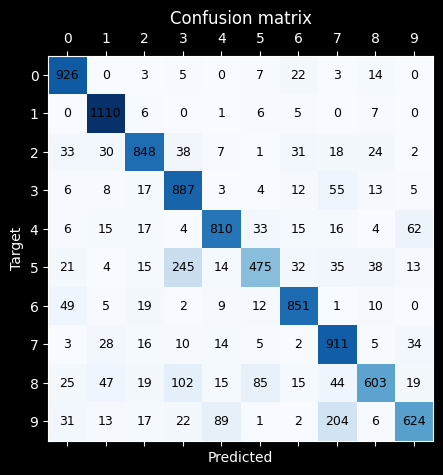 Confusion matrix
0 1 2 3 4 5 6 7 8 9
0 926 0 3 5 0 7 22 3 14 0
1 0 1110 6 0 1 6 5 0 7 0
2 33 30 848 38 7 1 31 18 24 2
3 6 8 17 887 3 4 12 55 13 5
4 6 15 17 4 810 33 15 16 4 62
Target
5 21 4 15 245 14 475 32 35 38 13
6 49 5 19 2 9 12 851 1 10 0
7 3 28 16 10 14 5 2 911 5 34
8 25 47 19 102 15 85 15 44 603 19
9 31 13 17 22 89 1 2 204 6 624
Predicted